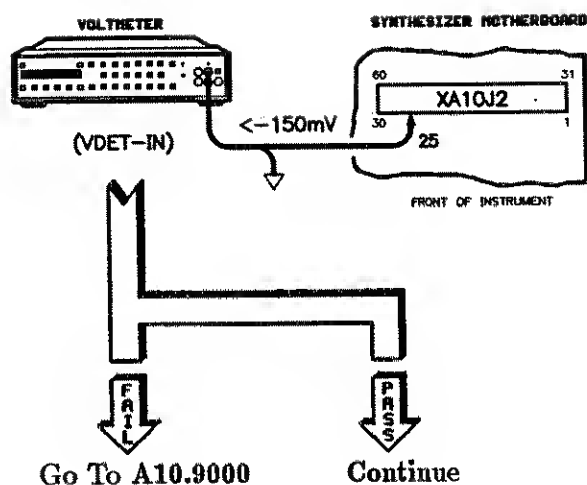 VOLTMETER
SYNTHESIZER MOTHERBOARD
60 31
XA10J2
30 1
<-150mV
25
(VDET-IN)
FRONT OF INSTRUMENT
FAIL
PASS
Go To A10.9000
Continue